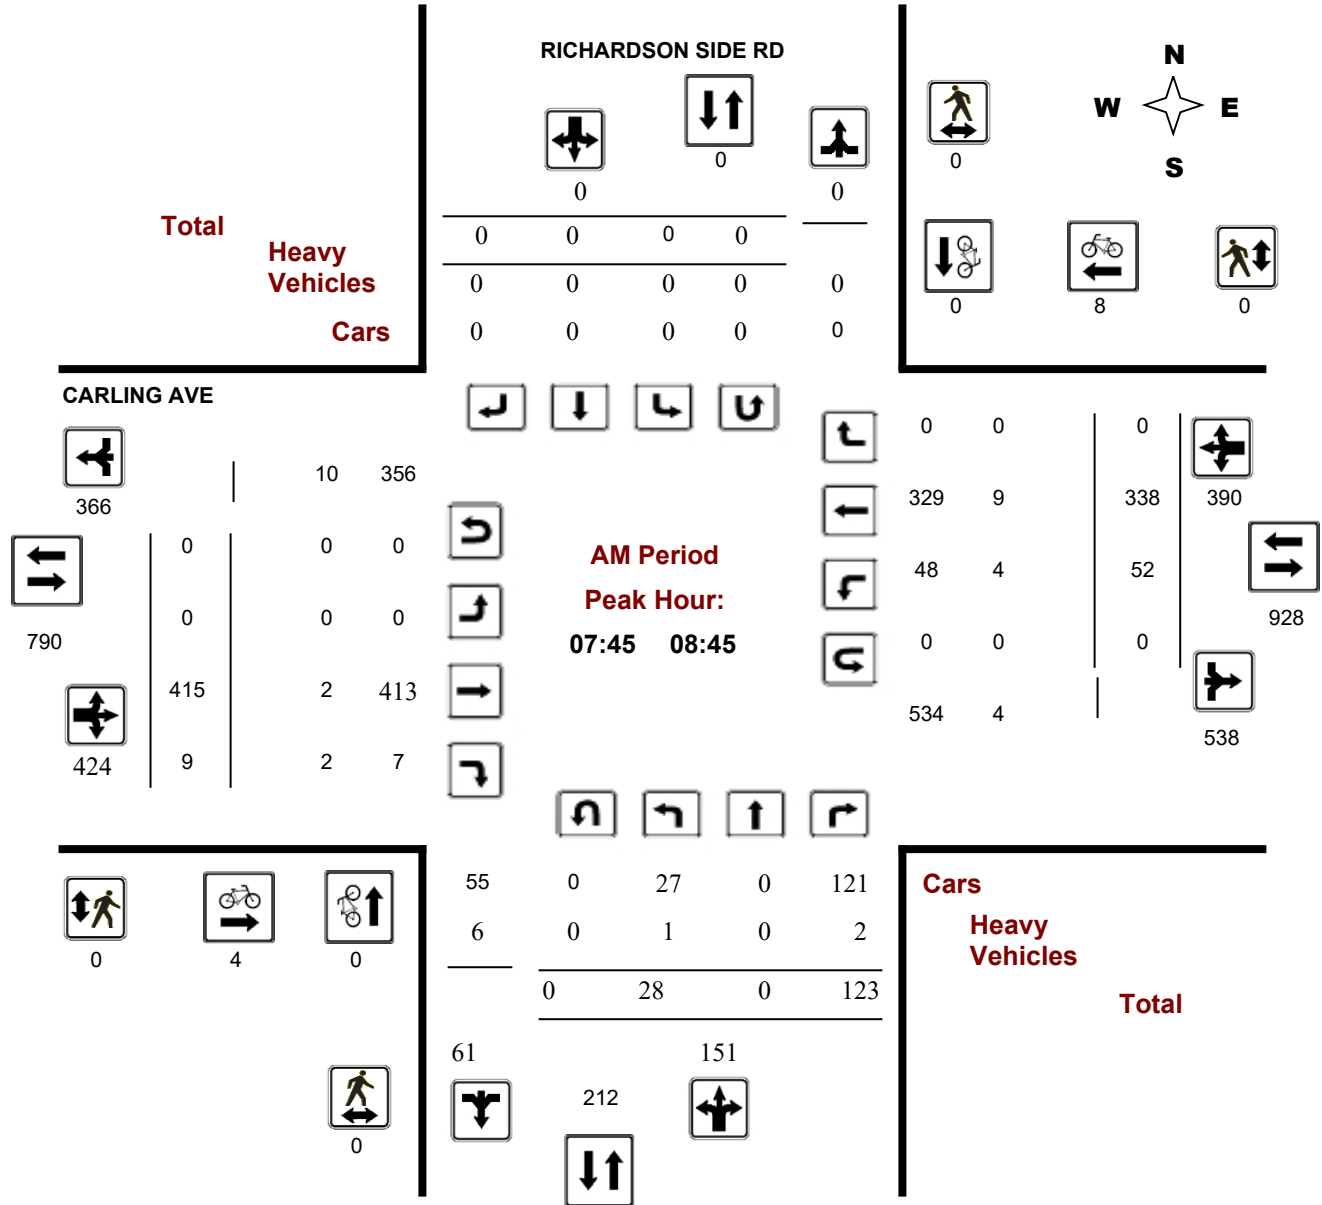 RICHARDSON SIDE RD
N
W E
S
0
0
0 0
Total
0 0 0 0
Heavy
Vehicles
0 0 0 0 0
0 8 0
Cars
0 0 0 0 0
CARLING AVE
0 0 0
10 356
366
329 9 338 390
0 0 0
AM Period
48 4 52
Peak Hour:
0 0 0
928
790
07:45 08:45
0 0 0
415 2 413
534 4
538
424 9 2 7
55 0 27 0 121
Cars
6 0 1 0 2
Heavy
Vehicles
0 4 0
0 28 0 123
Total
61 151
212
0